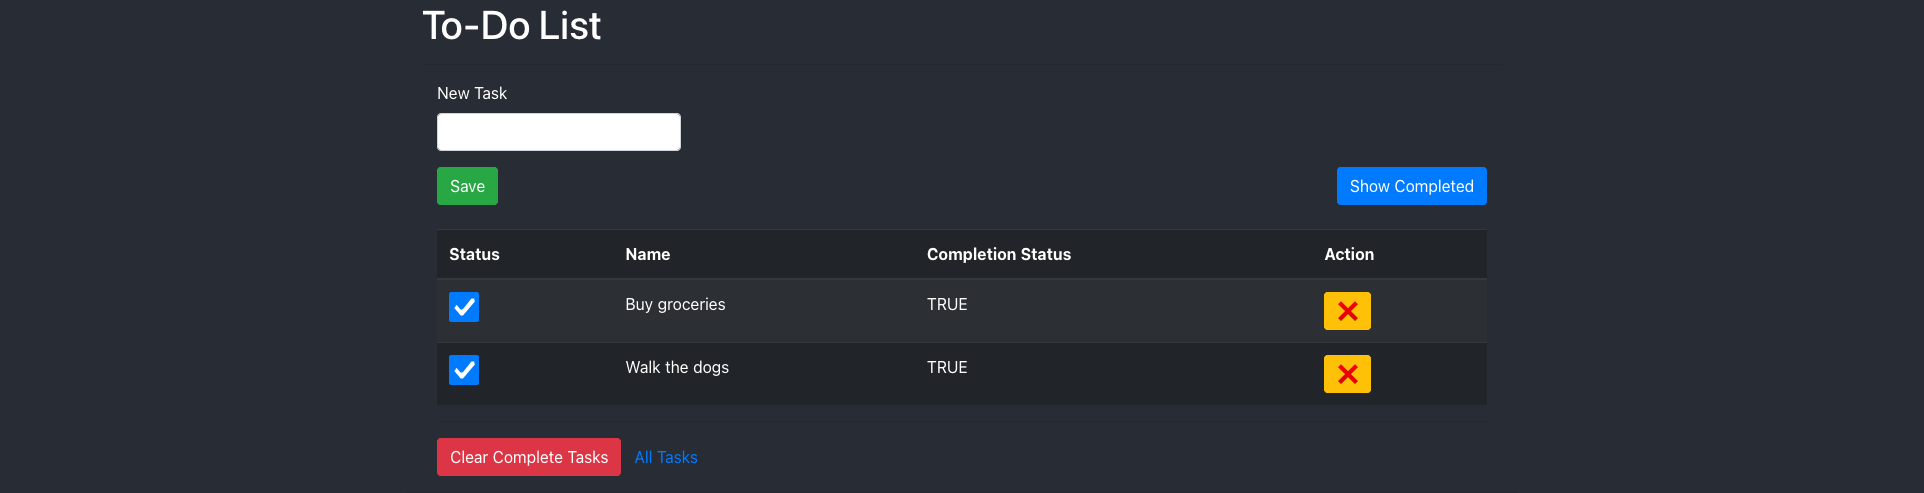 To-Do List
New Task
Save
Show Completed
Status Name Completion Status Action
Buy groceries TRUE
Walk the dogs TRUE
Clear Complete Tasks All Tasks